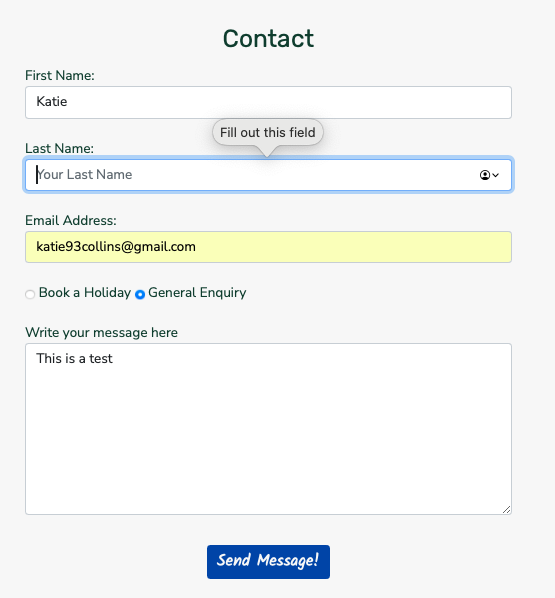 Contact
First Name:
Katie
Fill out this field
Last Name:
Your Last Name
Email Address:
katie93collins@gmail.com
Book a Holiday General Enquiry
Write your message here
This is a test
Send Message!